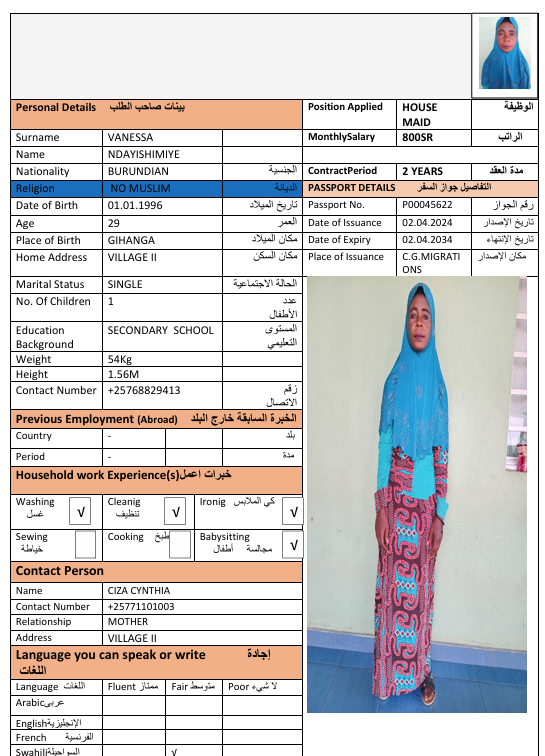 Personal Details بينات صاحب الطلب
Position Applied HOUSE MAID الوظيفة
Surname VANESSA
MonthlySalary 800SR الراتب
Name NDAYISHIMIYE
Nationality BURUNDIAN الجنسية
ContractPeriod 2 YEARS مدة العقد
Religion NO MUSLIM الديانة
PASSPORT DETAILS التفاصيل جواز السفر
Date of Birth 01.01.1996 تاريخ الميلاد
Passport No. P00045622 رقم الجواز
Age 29 العمر
Date of Issuance 02.04.2024 تاريخ الإصدار
Place of Birth GIHANGA مكان الميلاد
Date of Expiry 02.04.2034 تاريخ الإنتهاء
Home Address VILLAGE II مكان السكن
Place of Issuance C.G.MIGRATI ONS مكان الإصدار
Marital Status SINGLE الحالة الاجتماعية
No. Of Children 1 عدد الأطفال
Education Background SECONDARY SCHOOL المستوى التعليمي
Weight 54Kg
Height 1.56M
Contact Number +25768829413 رقم الاتصال
Previous Employment (Abroad) الخبرة السابقة خارج البلد
Country - بلد
Period - مدة
Household work Experience(s) خبرات اعمل
Washing غسل √
Cleanig تنظيف √
Ironig كي الملابس √
Sewing خياطة
Cooking طبخ
Babysitting مجالسة أطفال √
Contact Person
Name CIZA CYNTHIA
Contact Number +25771101003
Relationship MOTHER
Address VILLAGE II
Language you can speak or write إجادة
اللغات
Language اللغات Fluent ممتاز Fair متوسط Poor لا شيء
Arabic عربى
English الإنجليزية
French الفرنسية
Swahili السواحيلة √